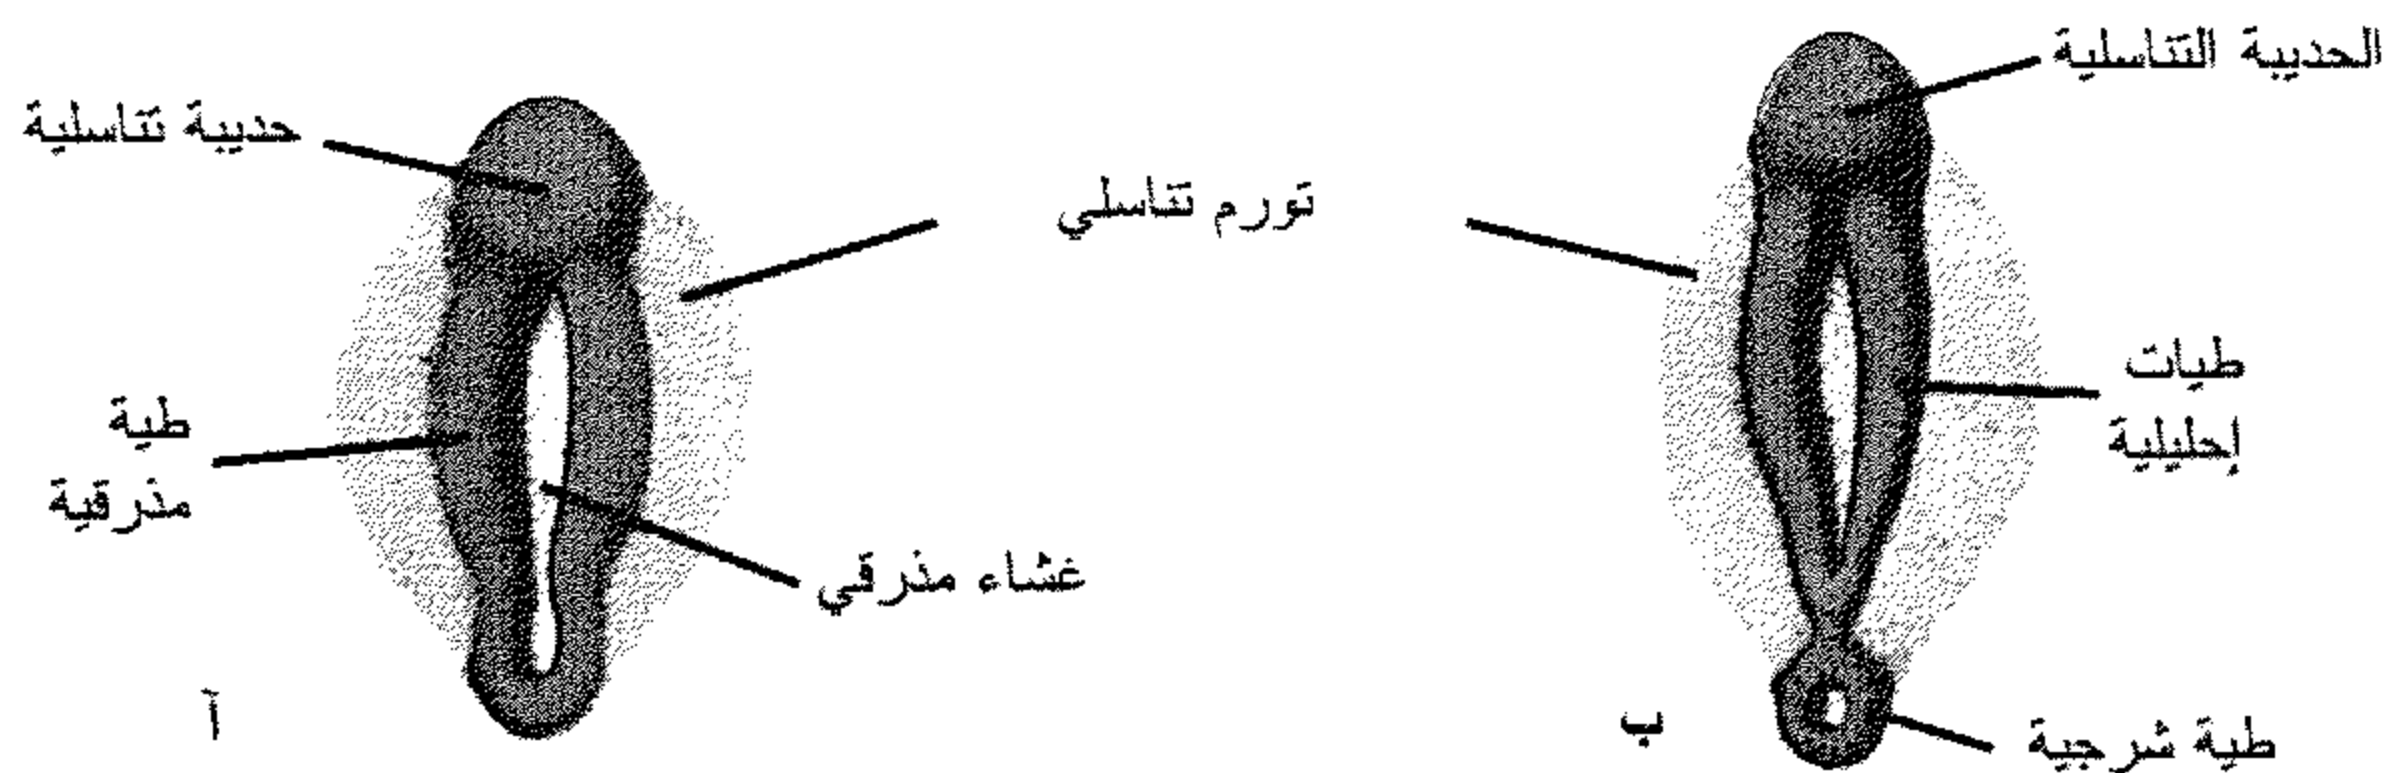 الحديبة التناسلية
حديبة تناسلية
تورم تناسلي
طيات
إحليلية
طية
مذرقية
غشاء مذرقي
آ
ب
طية شرجية